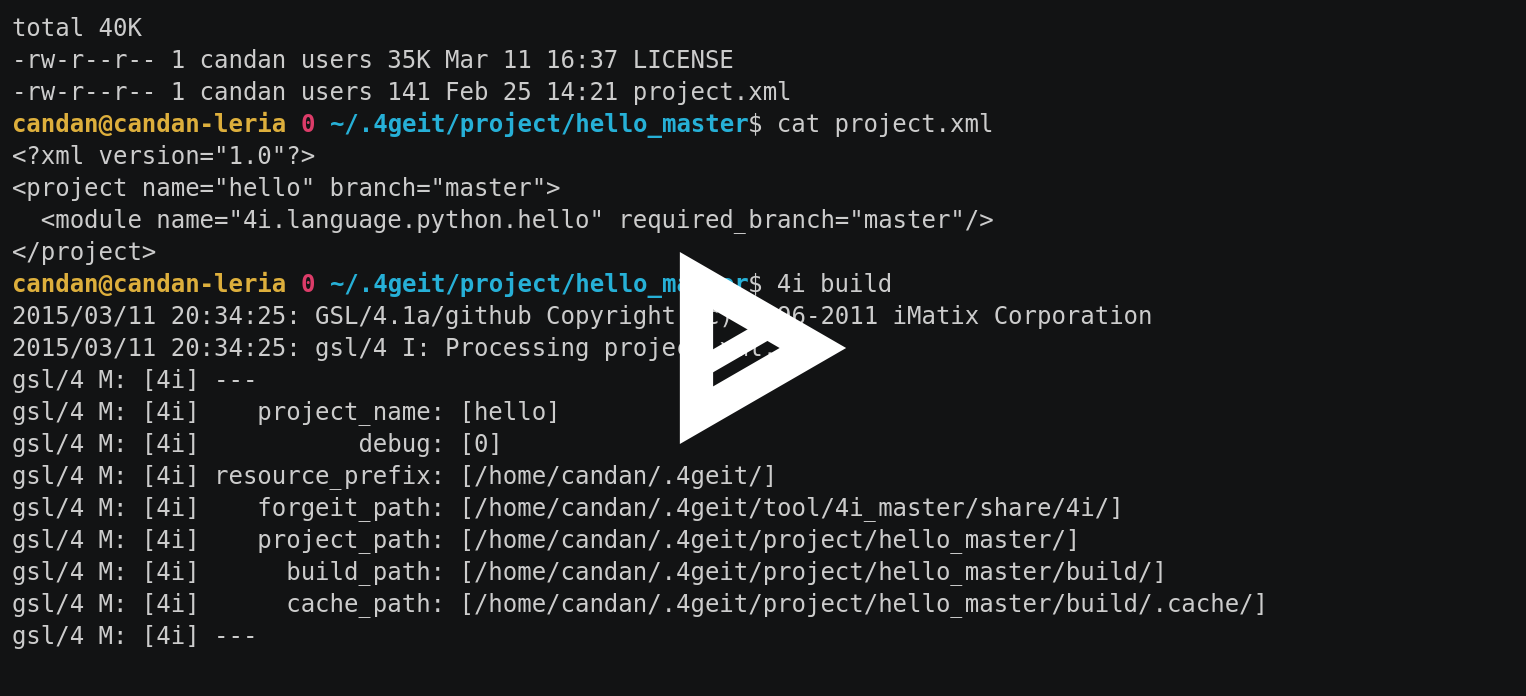 total 40K
-rw-r--r-- 1 candan users 35K Mar 11 16:37 LICENSE
-rw-r--r-- 1 candan users 141 Feb 25 14:21 project.xml
candan@candan-leria 0 ~/.4geit/project/hello_master$ cat project.xml
<?xml version="1.0"?>
<project name="hello" branch="master">
  <module name="4i.language.python.hello" required_branch="master"/>
</project>
candan@candan-leria 0 ~/.4geit/project/hello_master$ 4i build
2015/03/11 20:34:25: GSL/4.1a/github Copyright 2011 iMatix Corporation
2015/03/11 20:34:25: gsl/4 I: Processing
gsl/4 M: [4i] ---
gsl/4 M: [4i]    project_name: [hello]
gsl/4 M: [4i]           debug: [0]
gsl/4 M: [4i] resource_prefix: [/home/candan/.4geit/]
gsl/4 M: [4i]    forgeit_path: [/home/candan/.4geit/tool/4i_master/share/4i/]
gsl/4 M: [4i]    project_path: [/home/candan/.4geit/project/hello_master/]
gsl/4 M: [4i]      build_path: [/home/candan/.4geit/project/hello_master/build/]
gsl/4 M: [4i]      cache_path: [/home/candan/.4geit/project/hello_master/build/.cache/]
gsl/4 M: [4i] ---